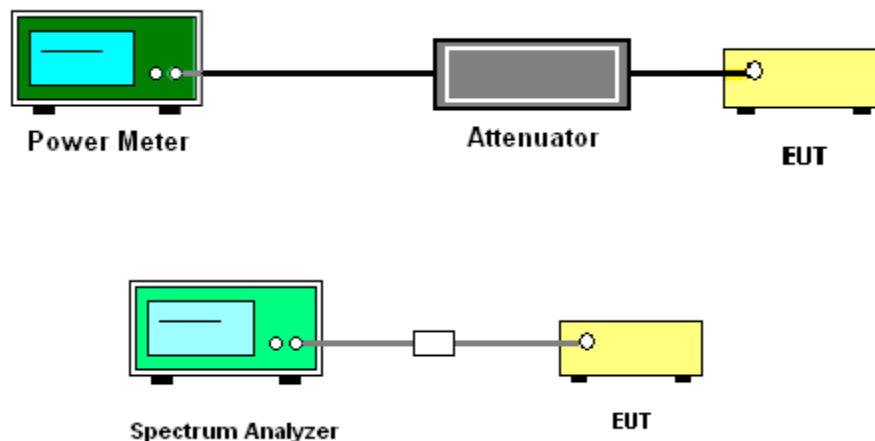 Power Meter
Attenuator
EUT
Spectrum Analyzer
EUT